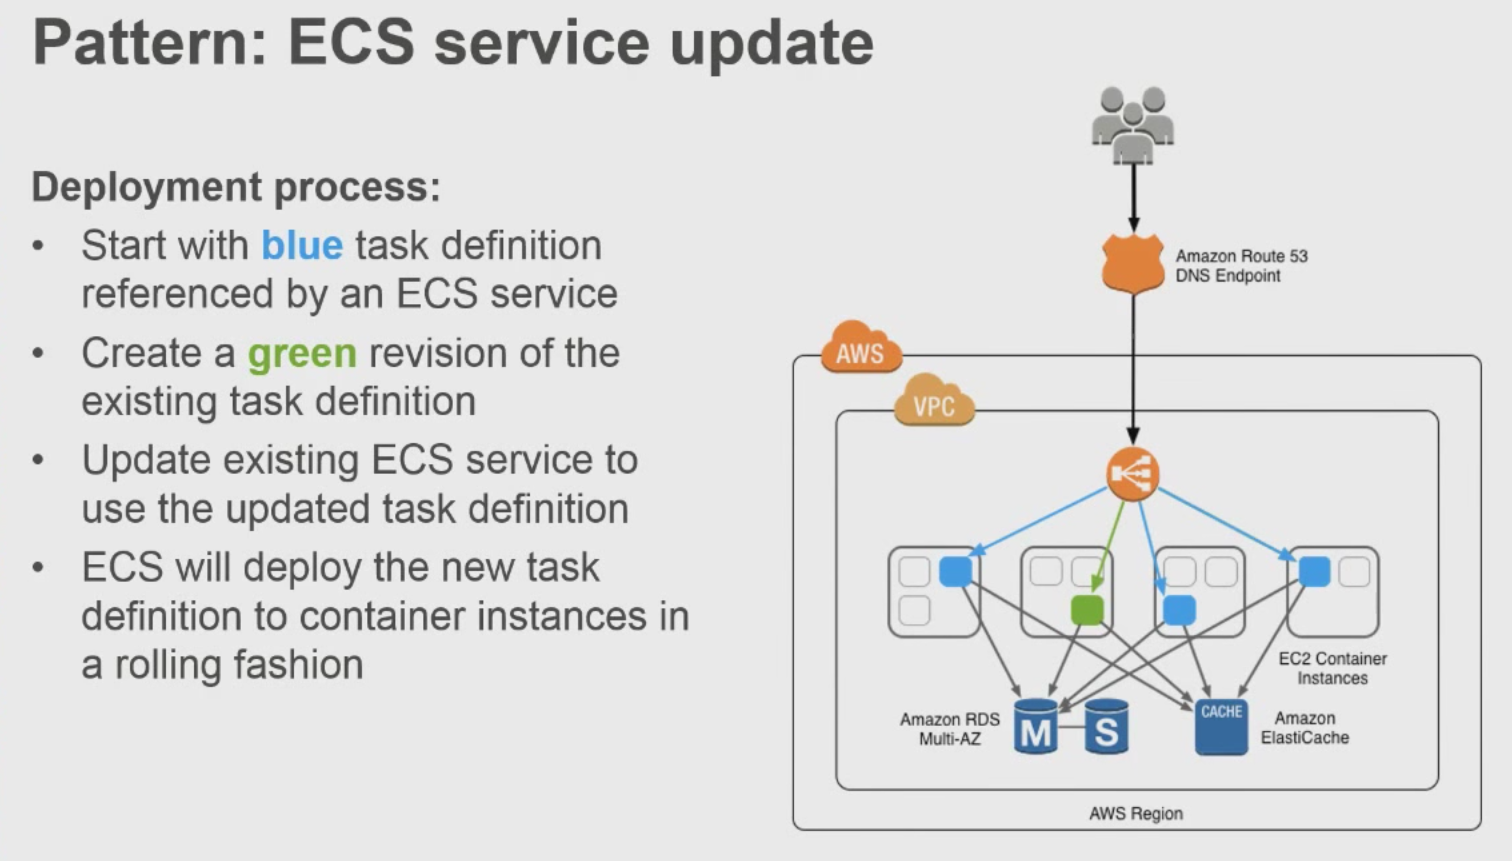 Pattern: ECS service update
Deployment process:
• Start with blue task definition
referenced by an ECS service
• Create a green revision of the
existing task definition
• Update existing ECS service to
use the updated task definition
• ECS will deploy the new task
definition to container instances in
a rolling fashion
Amazon Route 53
DNS Endpoint
AWS
VPC
EC2 Container
Instances
Amazon RDS
Multi-AZ
M
S
CACHE
Amazon
ElastiCache
AWS Region